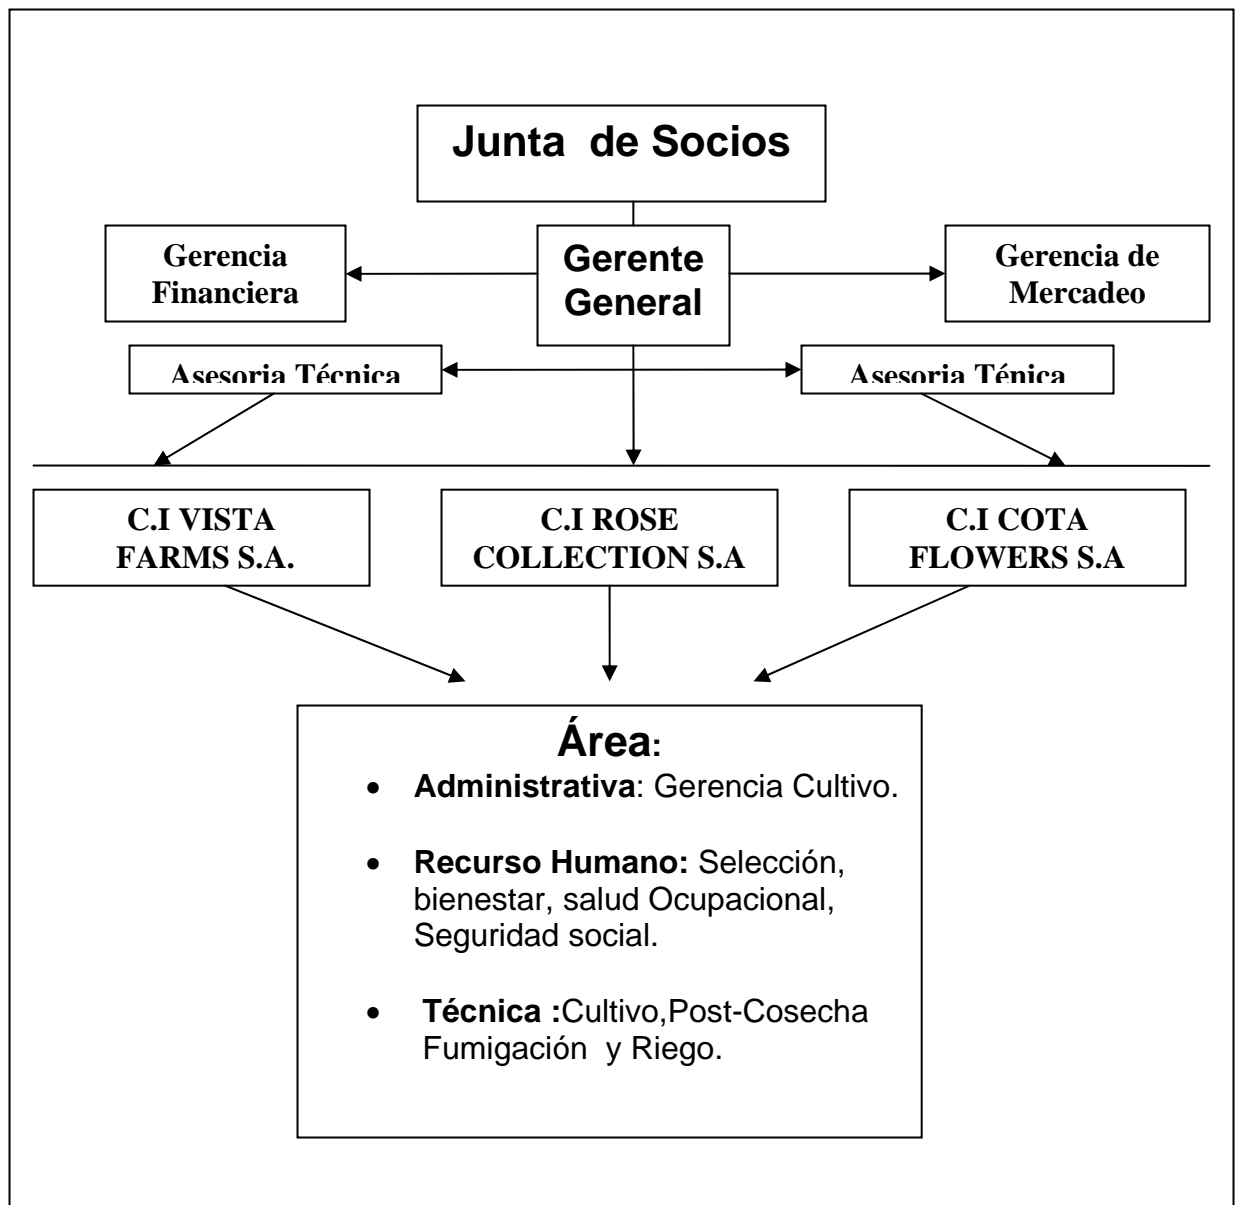 Junta de Socios
Gerencia
Financiera
Gerente
General
Gerencia de
Mercadeo
Asesoria Técnica
Asesoria Ténica
C.I VISTA
FARMS S.A.
C.I ROSE
COLLECTION S.A
C.I COTA
FLOWERS S.A
Área:
• Administrativa: Gerencia Cultivo.
• Recurso Humano: Selección,
bienestar, salud Ocupacional,
Seguridad social.
• Técnica :Cultivo,Post-Cosecha
Fumigación y Riego.